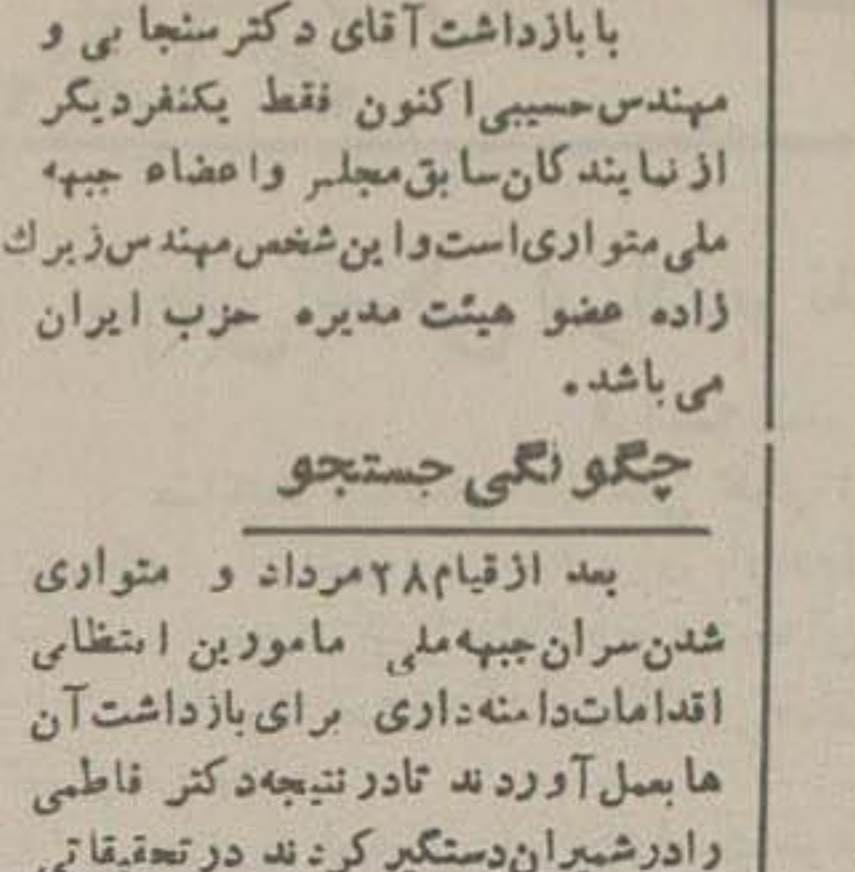 با بازداشت آقای دکتر سنجابی و
مهندس حسیبی اکنون فقط یکنفر دیگر
از نمایندگان سابق مجلس و اعضاء جبهه
ملی متواری است و این شخص مهندس زیرك
زاده عضو هیئت مدیره حزب ایران
می باشد.
چگونگی جستجو
بعد از قیام ۲۸ مرداد و متواری
شدن سران جبهه ملی مامورین انتظامی
اقدامات دامنه داری برای بازداشت آن
ها بعمل آوردند تا در نتیجه دکتر فاطمی
را در شمیران دستگیر کردند در تحقیقاتی